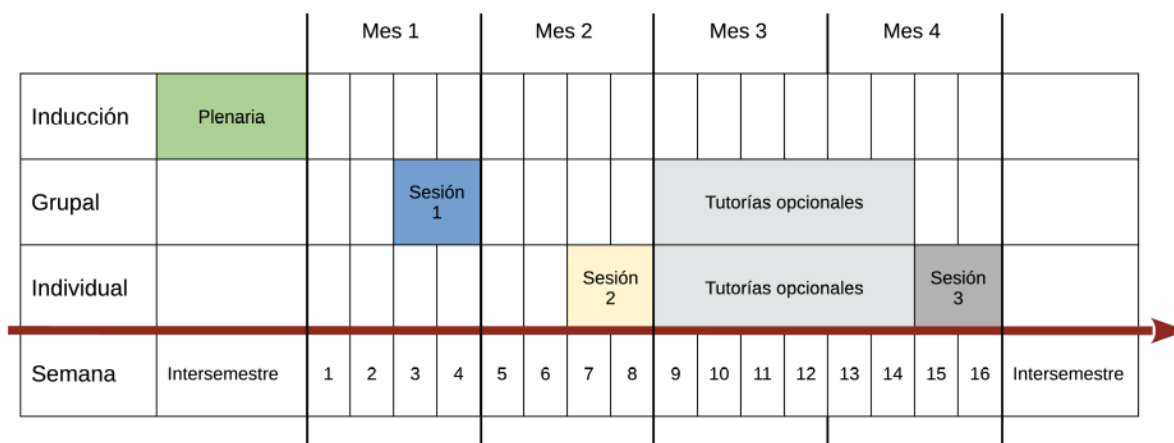 Mes 1 Mes 2 Mes 3 Mes 4
Inducción Plenaria
Grupal Sesión 1 Tutorías opcionales
Individual Sesión 2 Tutorías opcionales Sesión 3
Semana Intersemestre 1 2 3 4 5 6 7 8 9 10 11 12 13 14 15 16 Intersemestre